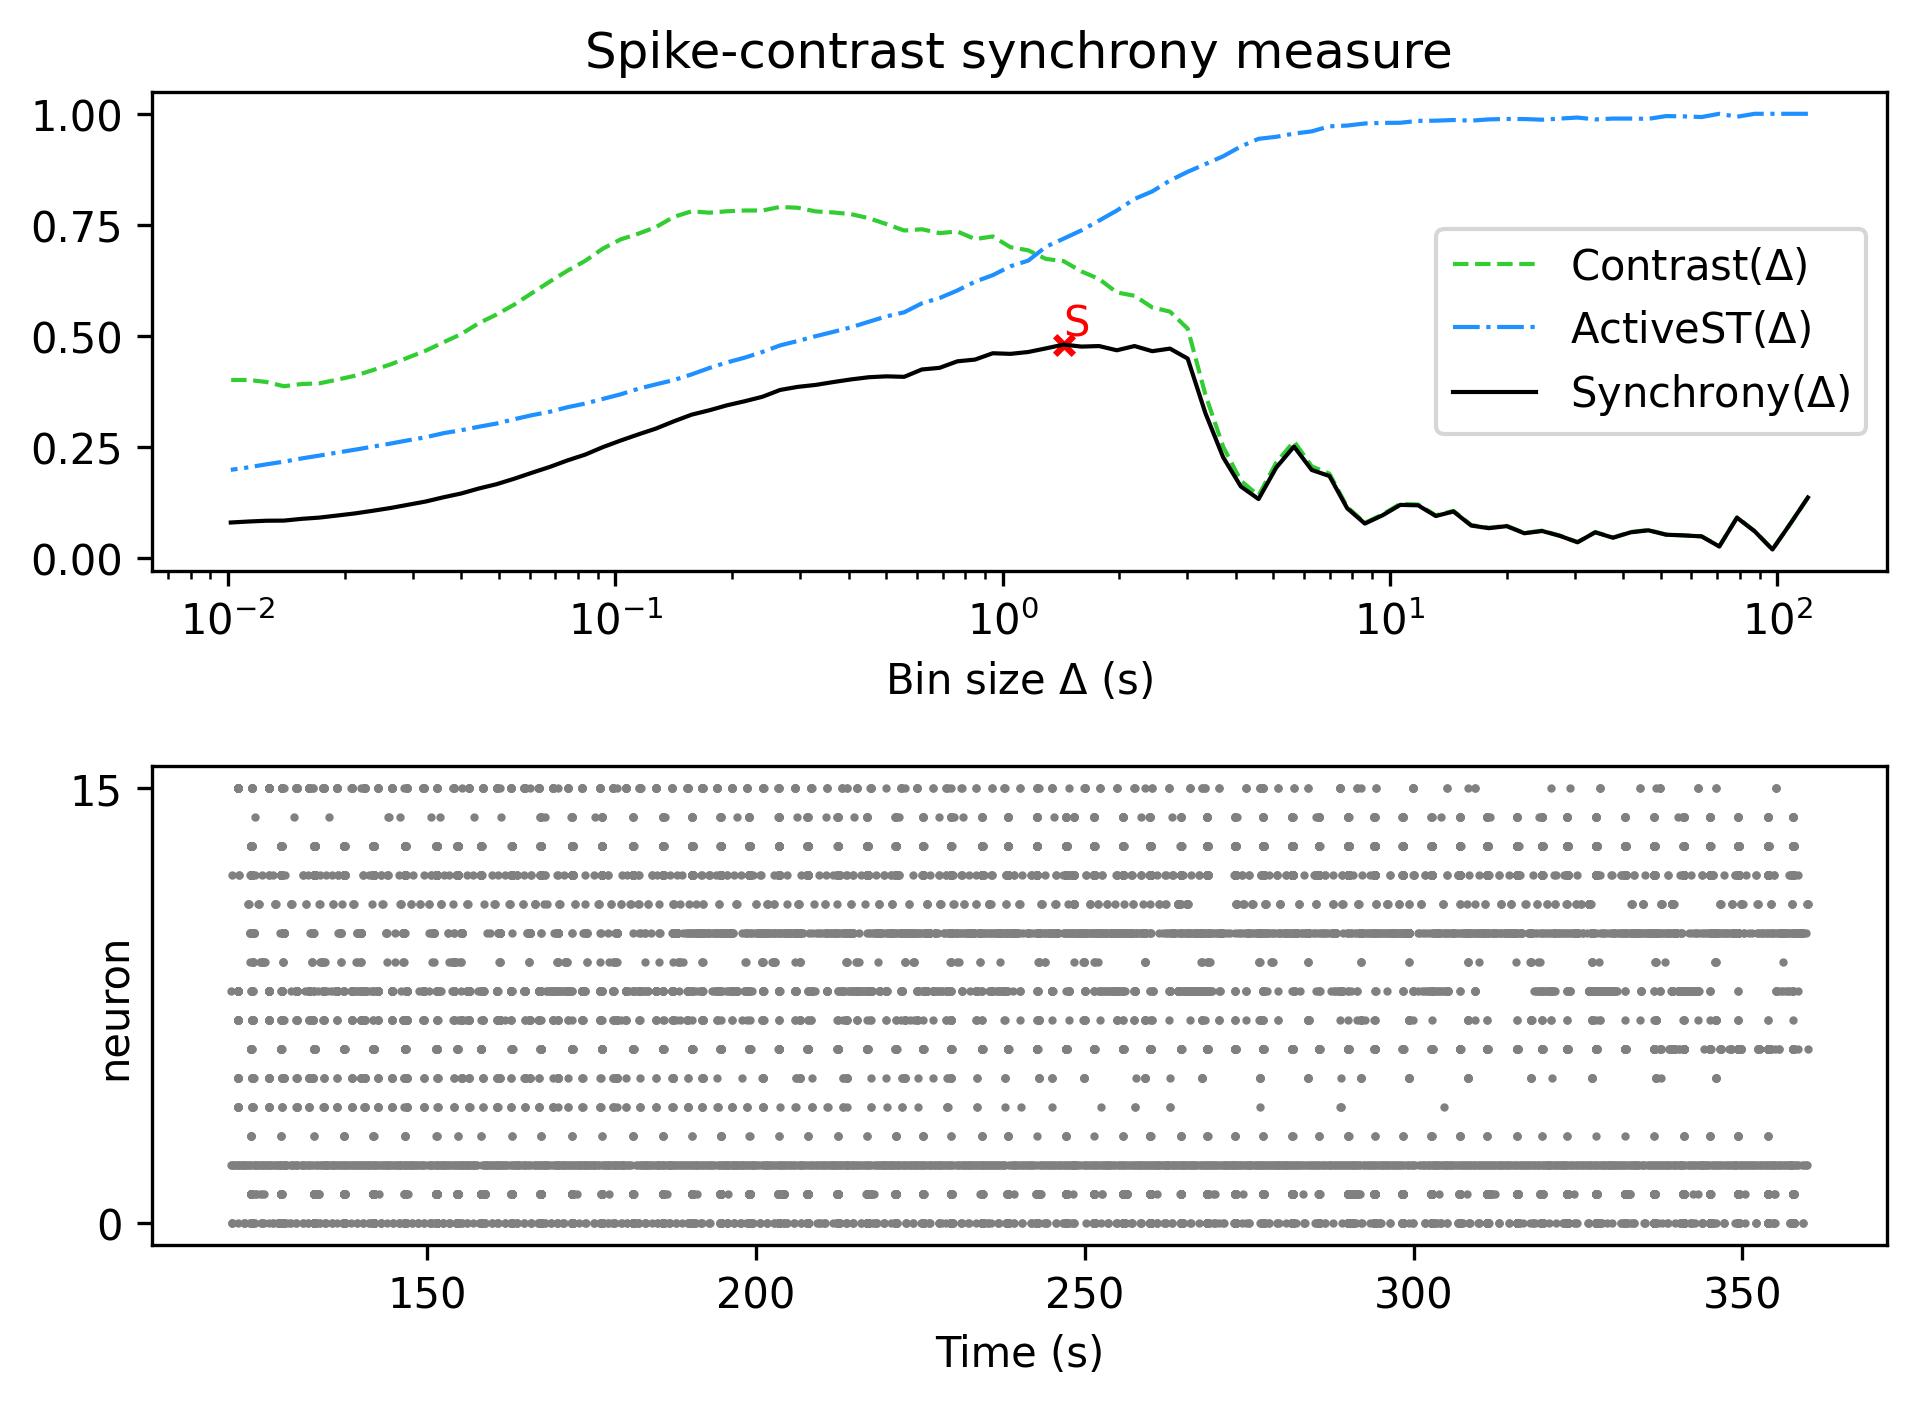 Spike-contrast synchrony measure
1.00
0.75
0.50
0.25
0.00
S
Contrast(Δ)
ActiveST(Δ)
Synchrony(Δ)
10⁻² 10⁻¹ 10⁰ 10¹ 10²
Bin size Δ (s)
neuron
15
0
150 200 250 300 350
Time (s)